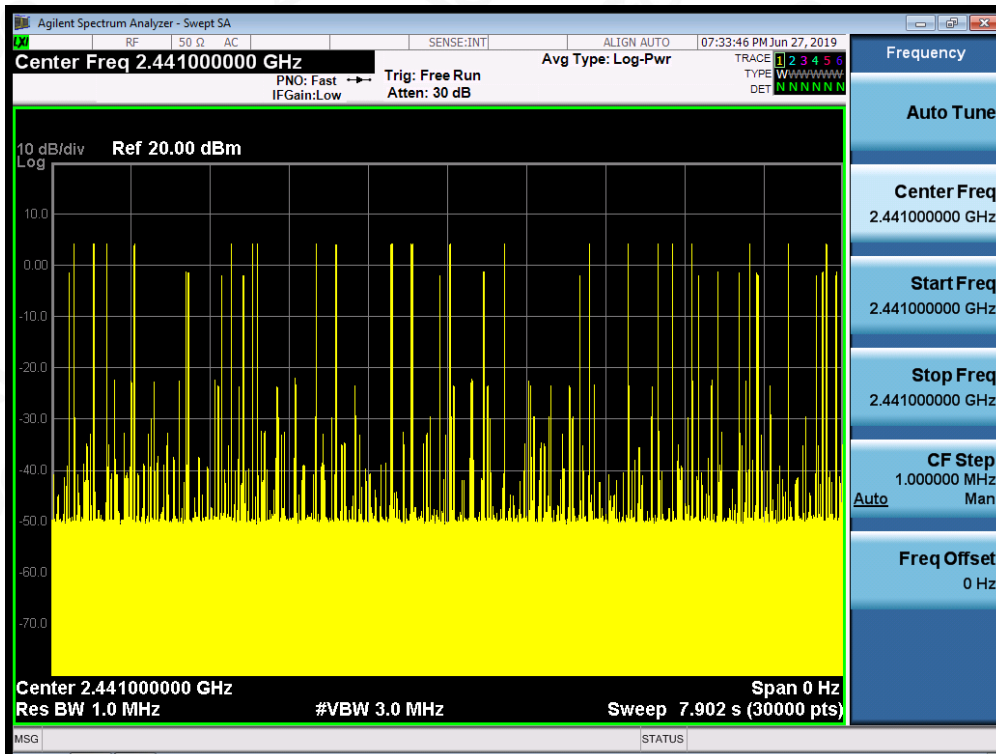 Agilent Spectrum Analyzer - Swept SA
LXI RF 50 Ω AC SENSE:INT ALIGN AUTO 07:33:46 PM Jun 27, 2019
Center Freq 2.441000000 GHz
Avg Type: Log-Pwr
TRACE 1 2 3 4 5 6
PNO: Fast
Trig: Free Run
TYPE WWWWWW
IFGain:Low
Atten: 30 dB
DET N N N N N N
10 dB/div Ref 20.00 dBm
Log
10.0
0.00
-10.0
-20.0
-30.0
-40.0
-50.0
-60.0
-70.0
Center 2.441000000 GHz Span 0 Hz
Res BW 1.0 MHz #VBW 3.0 MHz Sweep 7.902 s (30000 pts)
MSG STATUS
Frequency
Auto Tune
Center Freq
2.441000000 GHz
Start Freq
2.441000000 GHz
Stop Freq
2.441000000 GHz
CF Step
1.000000 MHz
Auto Man
Freq Offset
0 Hz